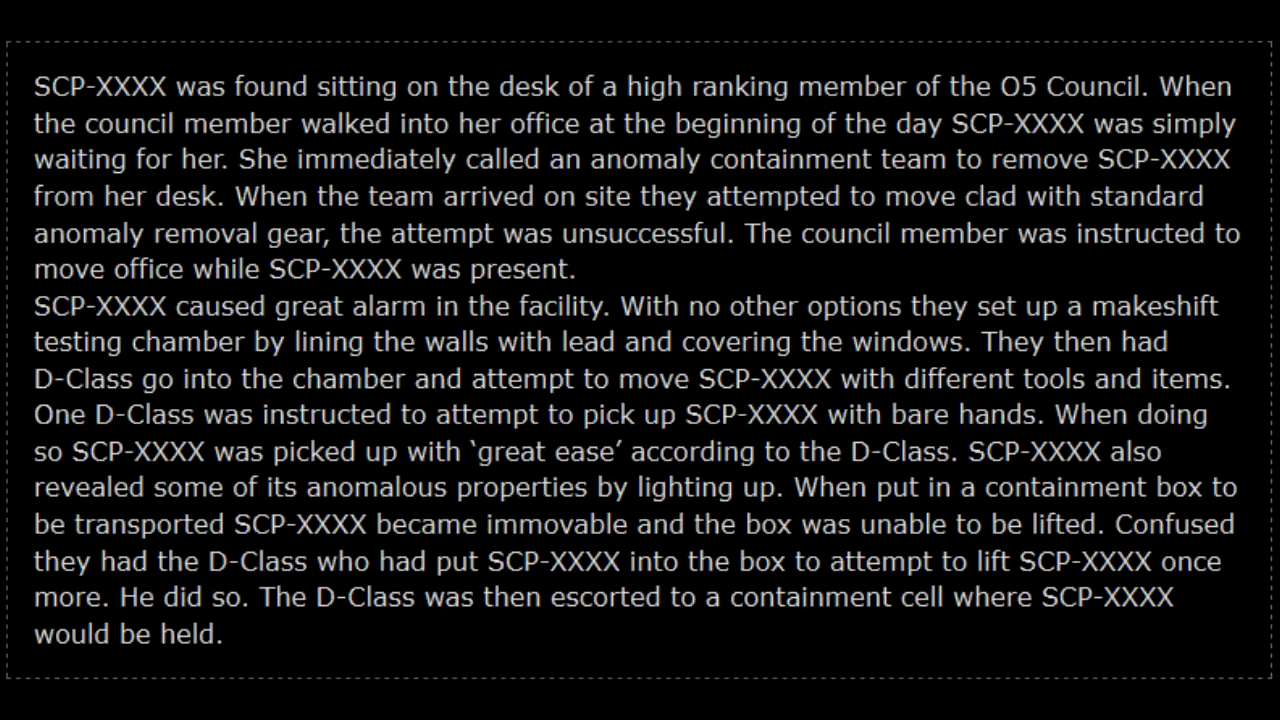 SCP-XXXX was found sitting on the desk of a high ranking member of the O5 Council. When
the council member walked into her office at the beginning of the day SCP-XXXX was simply
waiting for her. She immediately called an anomaly containment team to remove SCP-XXXX
from her desk. When the team arrived on site they attempted to move clad with standard
anomaly removal gear, the attempt was unsuccessful. The council member was instructed to
move office while SCP-XXXX was present.
SCP-XXXX caused great alarm in the facility. With no other options they set up a makeshift
testing chamber by lining the walls with lead and covering the windows. They then had
D-Class go into the chamber and attempt to move SCP-XXXX with different tools and items.
One D-Class was instructed to attempt to pick up SCP-XXXX with bare hands. When doing
so SCP-XXXX was picked up with ‵great ease′ according to the D-Class. SCP-XXXX also
revealed some of its anomalous properties by lighting up. When put in a containment box to
be transported SCP-XXXX became immovable and the box was unable to be lifted. Confused
they had the D-Class who had put SCP-XXXX into the box to attempt to lift SCP-XXXX once
more. He did so. The D-Class was then escorted to a containment cell where SCP-XXXX
would be held.